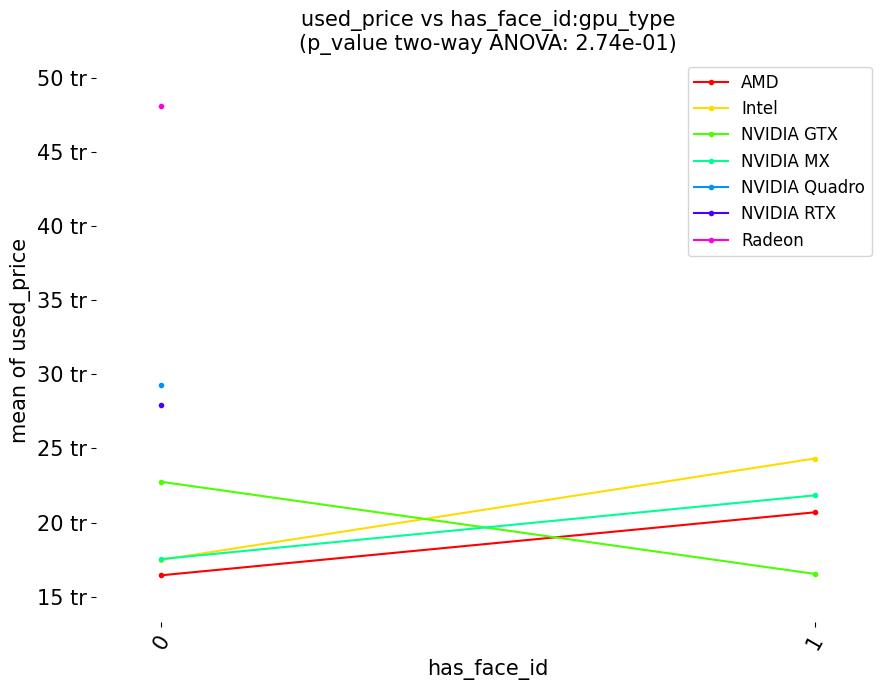 used_price vs has_face_id:gpu_type
(p_value two-way ANOVA: 2.74e-01)
50 tr
45 tr
40 tr
35 tr
30 tr
25 tr
20 tr
15 tr
mean of used_price
AMD
Intel
NVIDIA GTX
NVIDIA MX
NVIDIA Quadro
NVIDIA RTX
Radeon
0
1
has_face_id